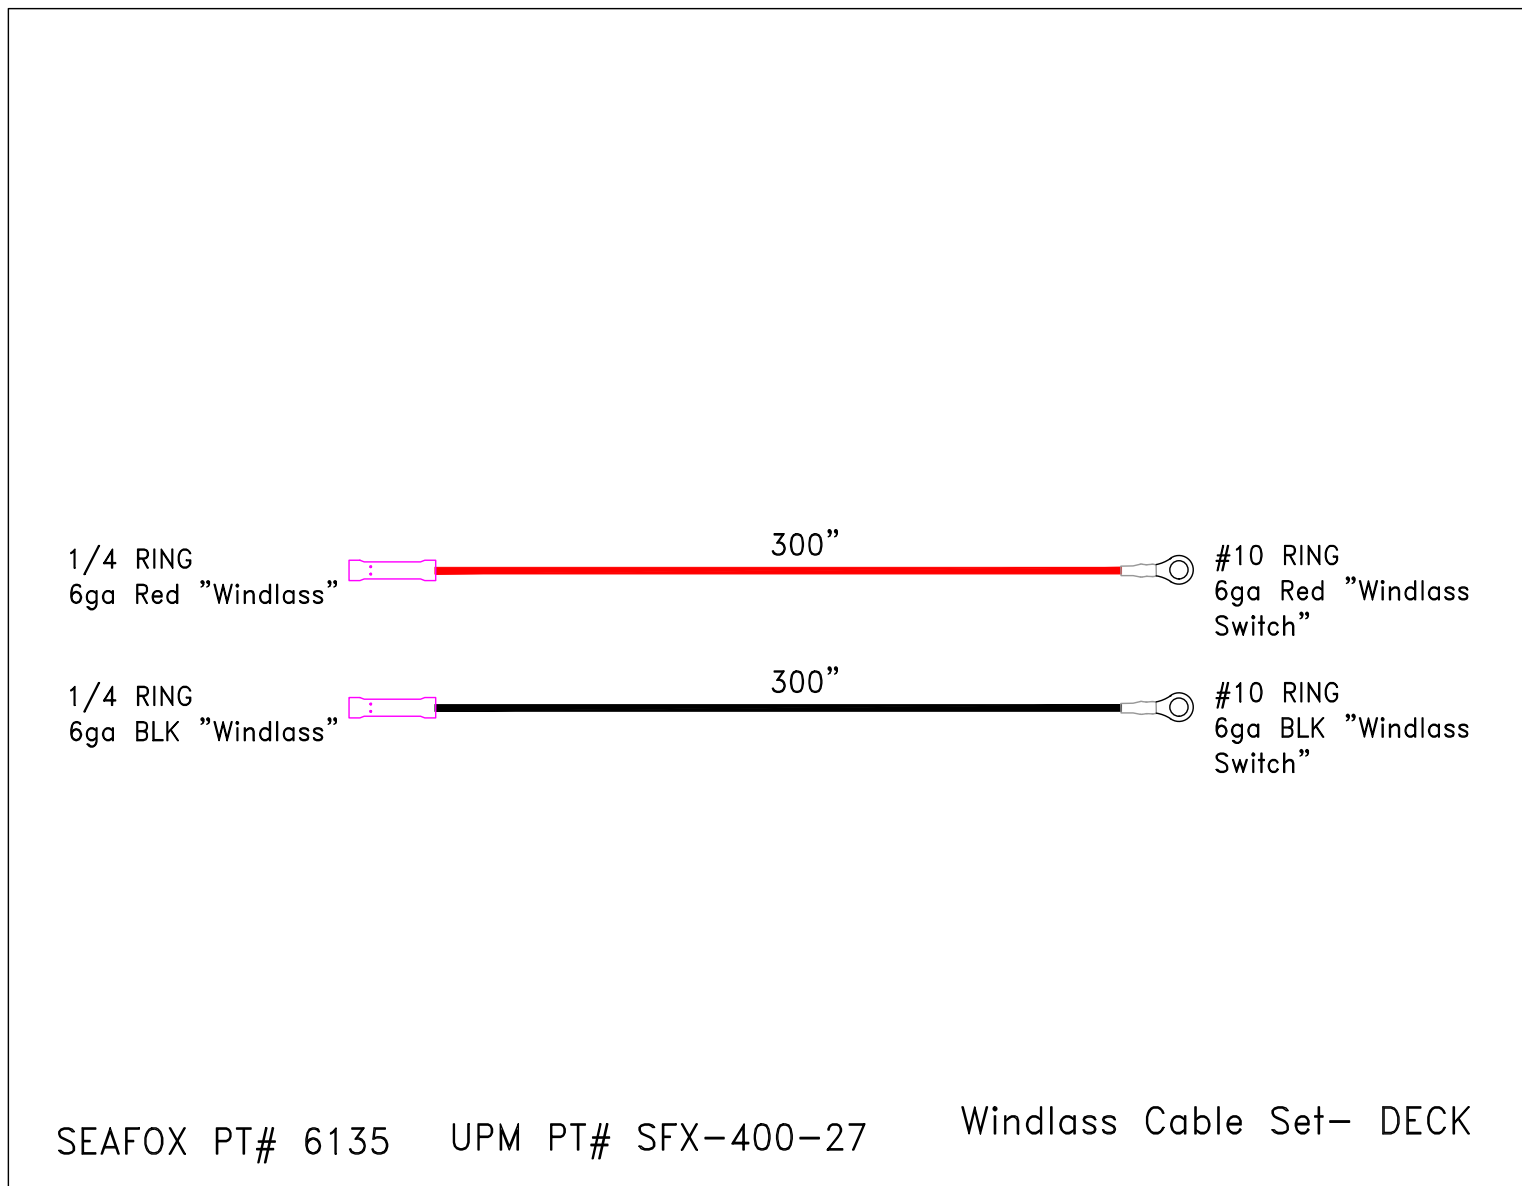 300”
1/4 RING
6ga Red ”Windlass”
#10 RING
6ga Red ”Windlass
Switch”
300”
1/4 RING
6ga BLK ”Windlass”
#10 RING
6ga BLK ”Windlass
Switch”
SEAFOX PT# 6135
UPM PT# SFX-400-27
Windlass Cable Set- DECK